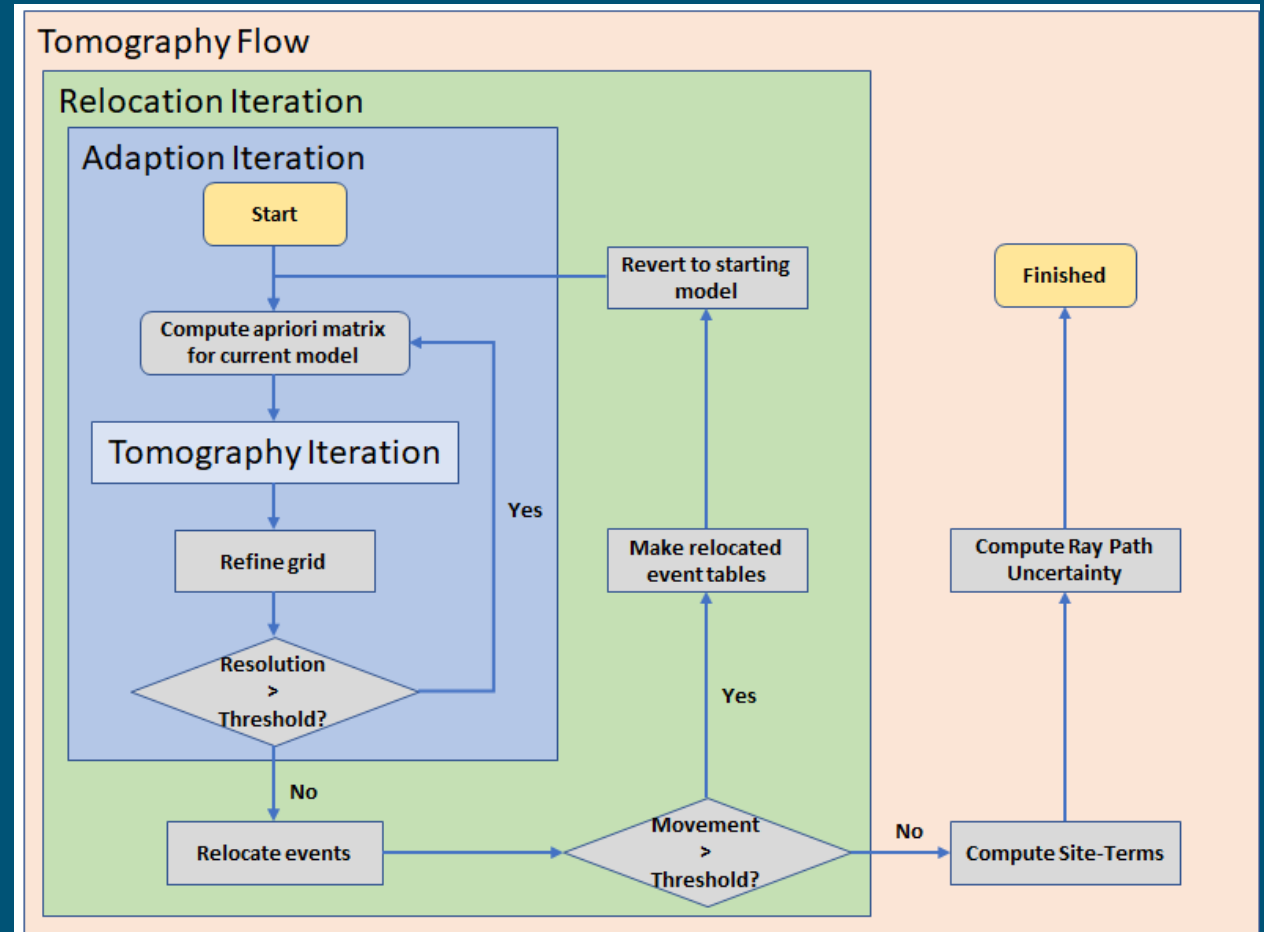 Tomography Flow
Relocation Iteration
Adaption Iteration
Start
Compute apriori matrix
for current model
Tomography Iteration
Refine grid
Resolution
>
Threshold?
Yes
No
Relocate events
Movement
>
Threshold?
Yes
Make relocated
event tables
Revert to starting
model
No
Compute Site-Terms
Compute Ray Path
Uncertainty
Finished